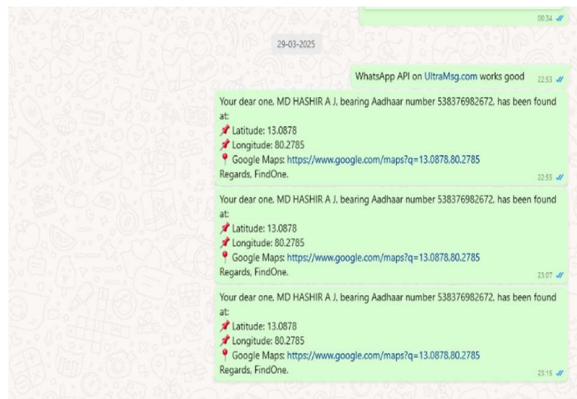 00:34
29-03-2025
WhatsApp API on UltraMsg.com works good 22:53
Your dear one, MD HASHIR A J, bearing Aadhaar number 538376982672, has been found
at:
📌 Latitude: 13.0878
📌 Longitude: 80.2785
📍 Google Maps: https://www.google.com/maps?q=13.0878,80.2785
Regards, FindOne. 22:55
Your dear one, MD HASHIR A J, bearing Aadhaar number 538376982672, has been found
at:
📌 Latitude: 13.0878
📌 Longitude: 80.2785
📍 Google Maps: https://www.google.com/maps?q=13.0878,80.2785
Regards, FindOne. 23:07
Your dear one, MD HASHIR A J, bearing Aadhaar number 538376982672, has been found
at:
📌 Latitude: 13.0878
📌 Longitude: 80.2785
📍 Google Maps: https://www.google.com/maps?q=13.0878,80.2785
Regards, FindOne. 23:15